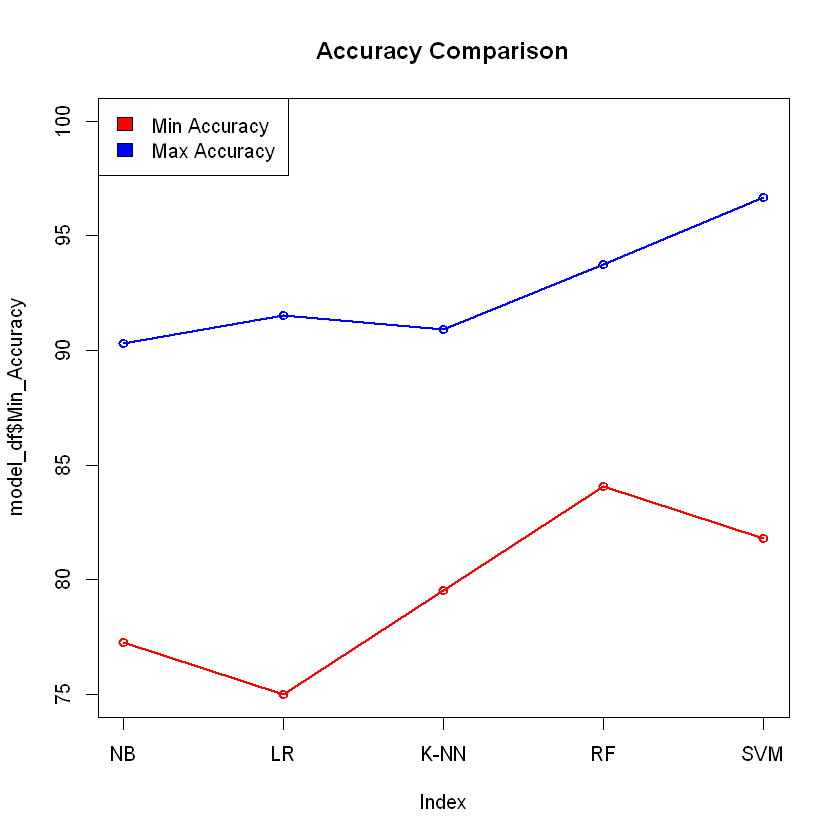 Accuracy Comparison
Min Accuracy
Max Accuracy
model_df$Min_Accuracy
100
95
90
85
80
75
NB LR K-NN RF SVM
Index